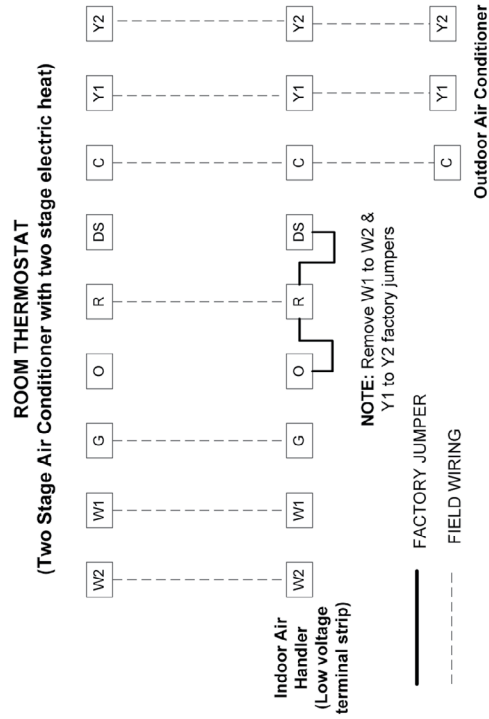 ROOM THERMOSTAT
(Two Stage Air Conditioner with two stage electric heat)
W2 W1 G O R DS C Y1 Y2
Indoor Air
Handler
(Low voltage
terminal strip)
W2 W1 G O R DS C Y1 Y2
NOTE: Remove W1 to W2 &
Y1 to Y2 factory jumpers
C Y1 Y2
Outdoor Air Conditioner
FACTORY JUMPER
FIELD WIRING